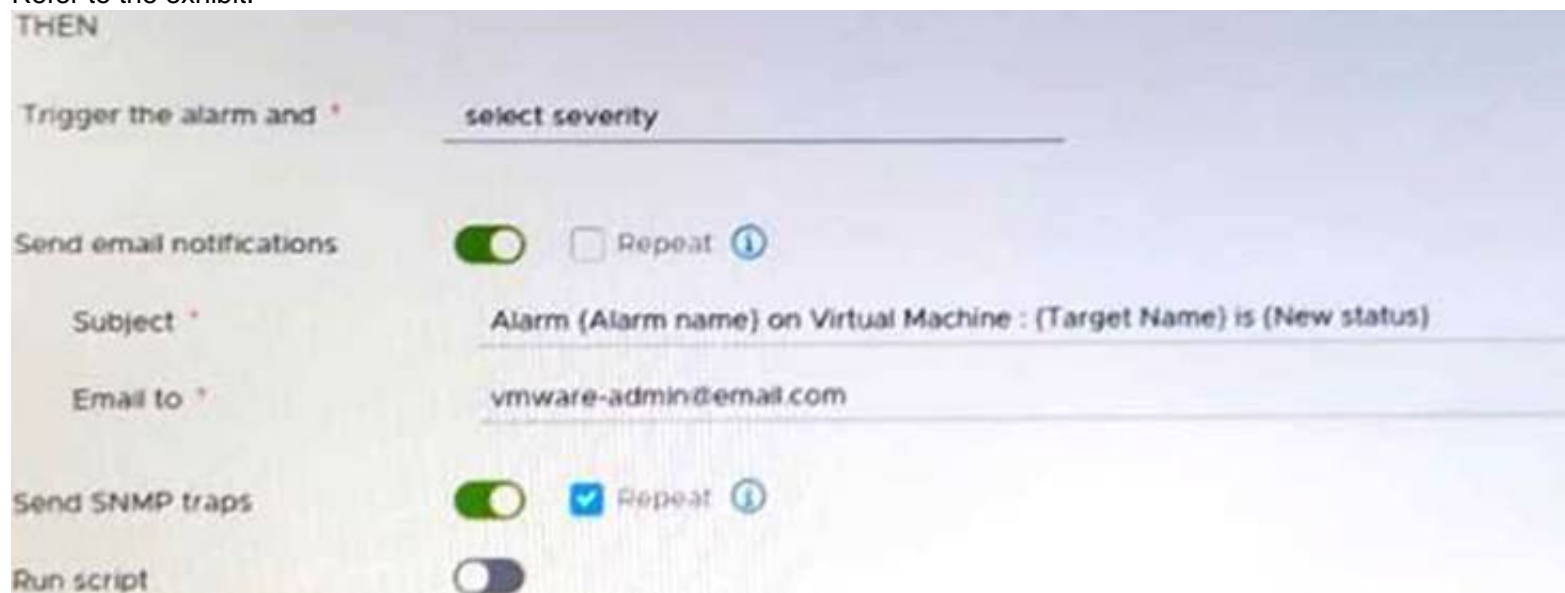 Refer to the exhibit.
THEN
Trigger the alarm and * select severity
Send email notifications Repeat
Subject * Alarm {Alarm name} on Virtual Machine : {Target Name} is {New status}
Email to * vmware-admin@email.com
Send SNMP traps Repeat
Run script